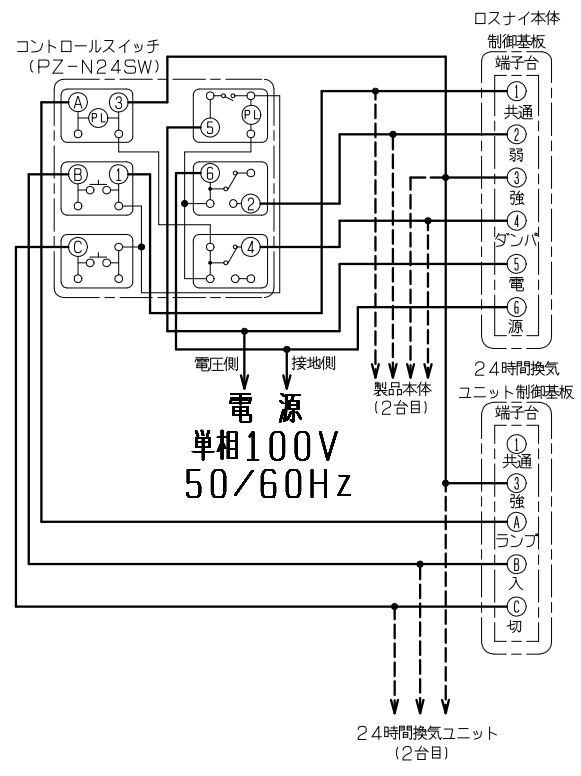 ロスナイ本体
制御基板
端子台
コントロールスイッチ
(PZ-N24SW)
A 3
PL
5
PL
B 1
6
2
C
4
1
共通
2
弱
3
強
4
ダンパ
5
電
6
源
電圧側
接地側
電 源
単相100V
50/60Hz
製品本体
(2台目)
24時間換気
ユニット制御基板
端子台
1
共通
3
強
A
ランプ
B
入
C
切
24時間換気ユニット
(2台目)